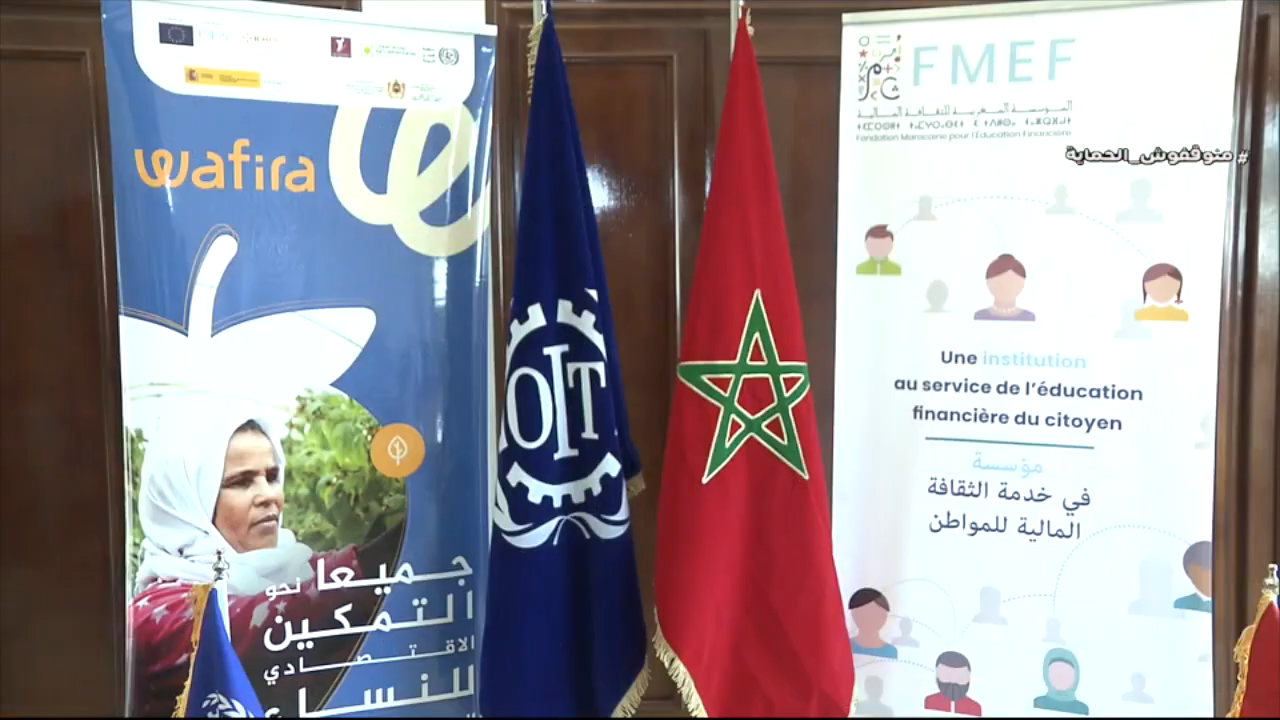 wafira
جميعا نحو
التمكين
الاقتصادي
للنساء
OIT
FMEF
المؤسسة المغربية للثقافة المالية
Fondation Marocaine pour l'Éducation Financière
#منوقفوش_الحماية
Une institution
au service de l'éducation
financière du citoyen
مؤسسة
في خدمة الثقافة
المالية للمواطن